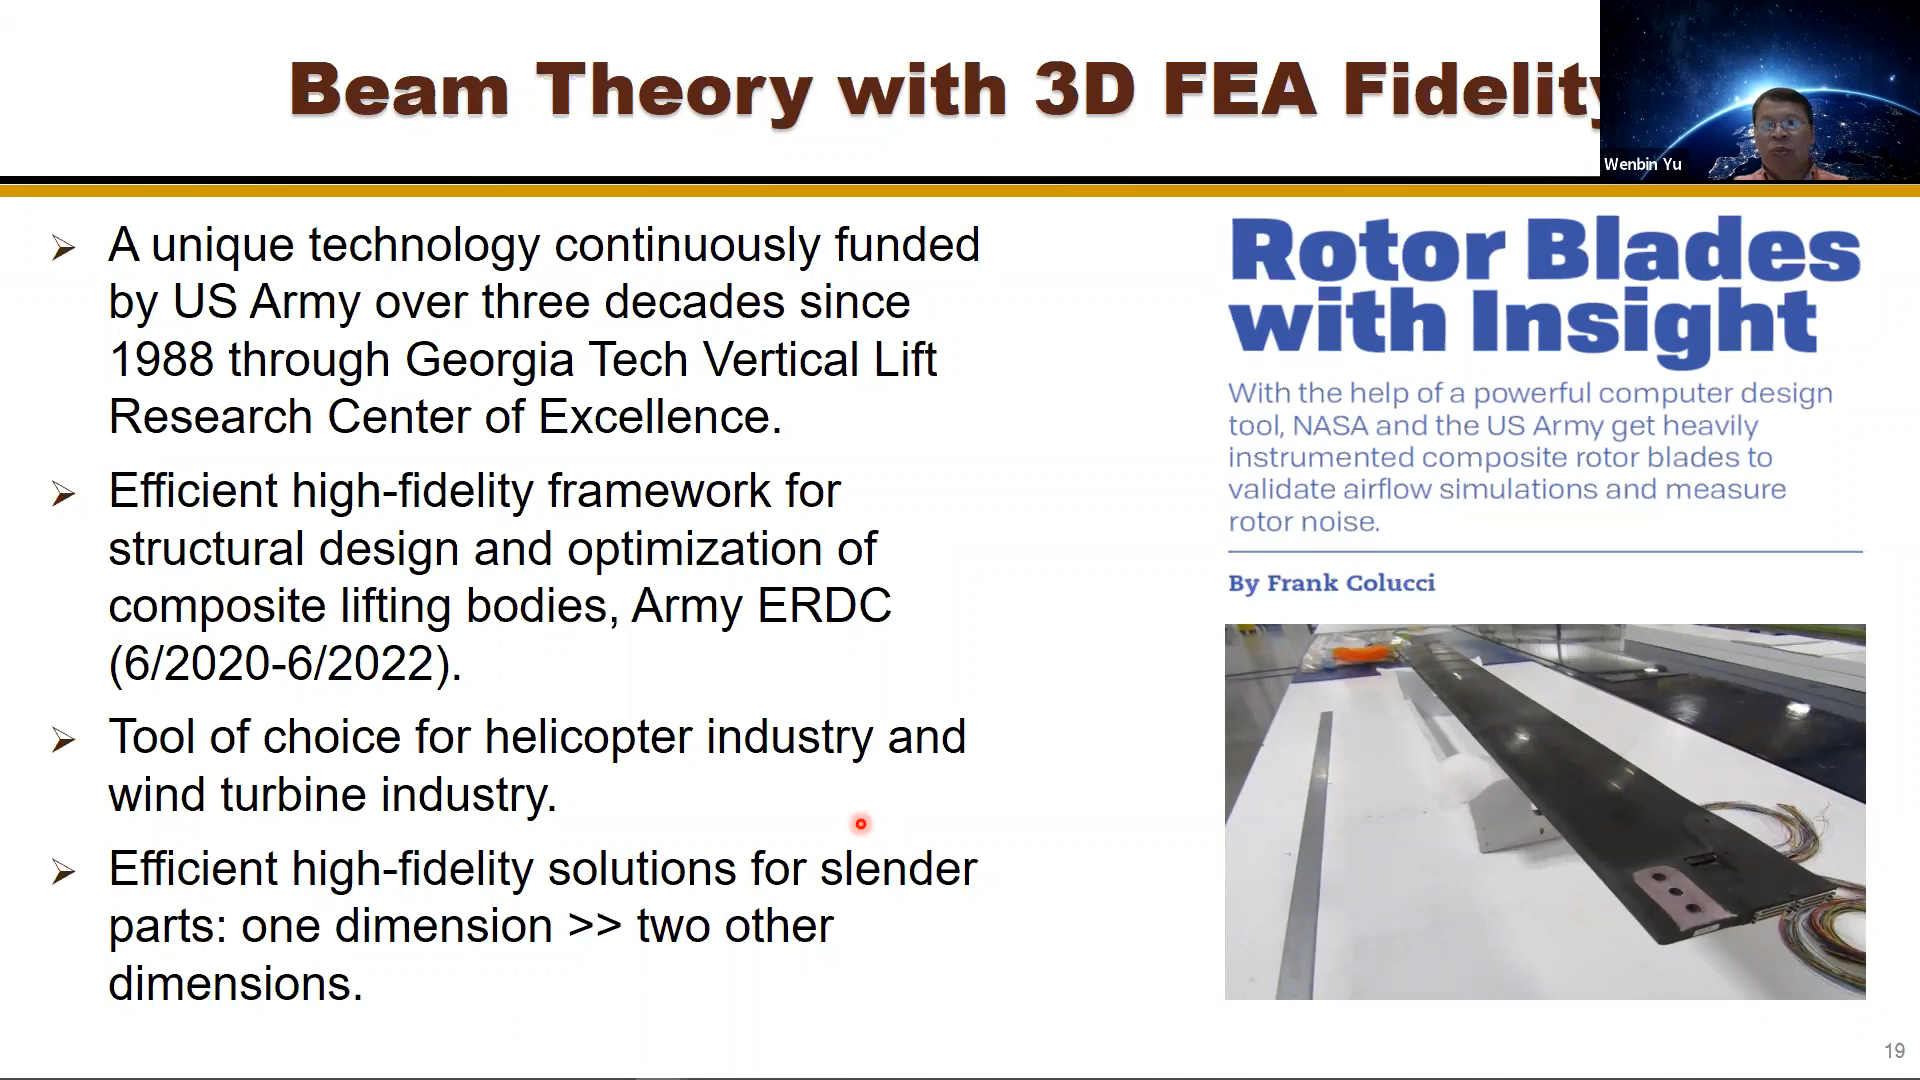 Beam Theory with 3D FEA Fidelity
Wenbin Yu
A unique technology continuously funded
by US Army over three decades since
1988 through Georgia Tech Vertical Lift
Research Center of Excellence.
Efficient high-fidelity framework for
structural design and optimization of
composite lifting bodies, Army ERDC
(6/2020-6/2022).
Tool of choice for helicopter industry and
wind turbine industry.
Efficient high-fidelity solutions for slender
parts: one dimension >> two other
dimensions.
Rotor Blades
with Insight
With the help of a powerful computer design
tool, NASA and the US Army get heavily
instrumented composite rotor blades to
validate airflow simulations and measure
rotor noise.
By Frank Colucci
19